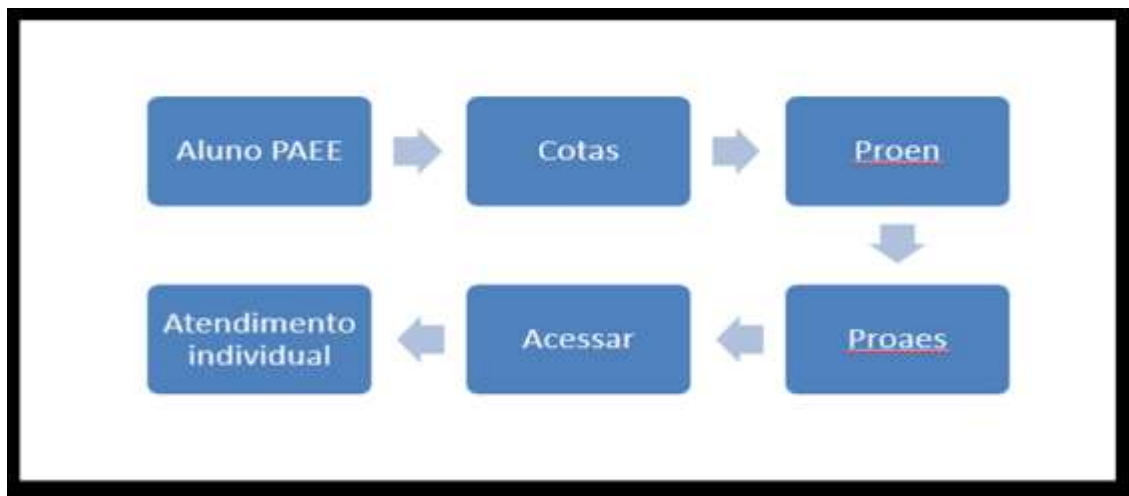 Aluno PAEE
Cotas
Proen
Proaes
Acessar
Atendimento
individual